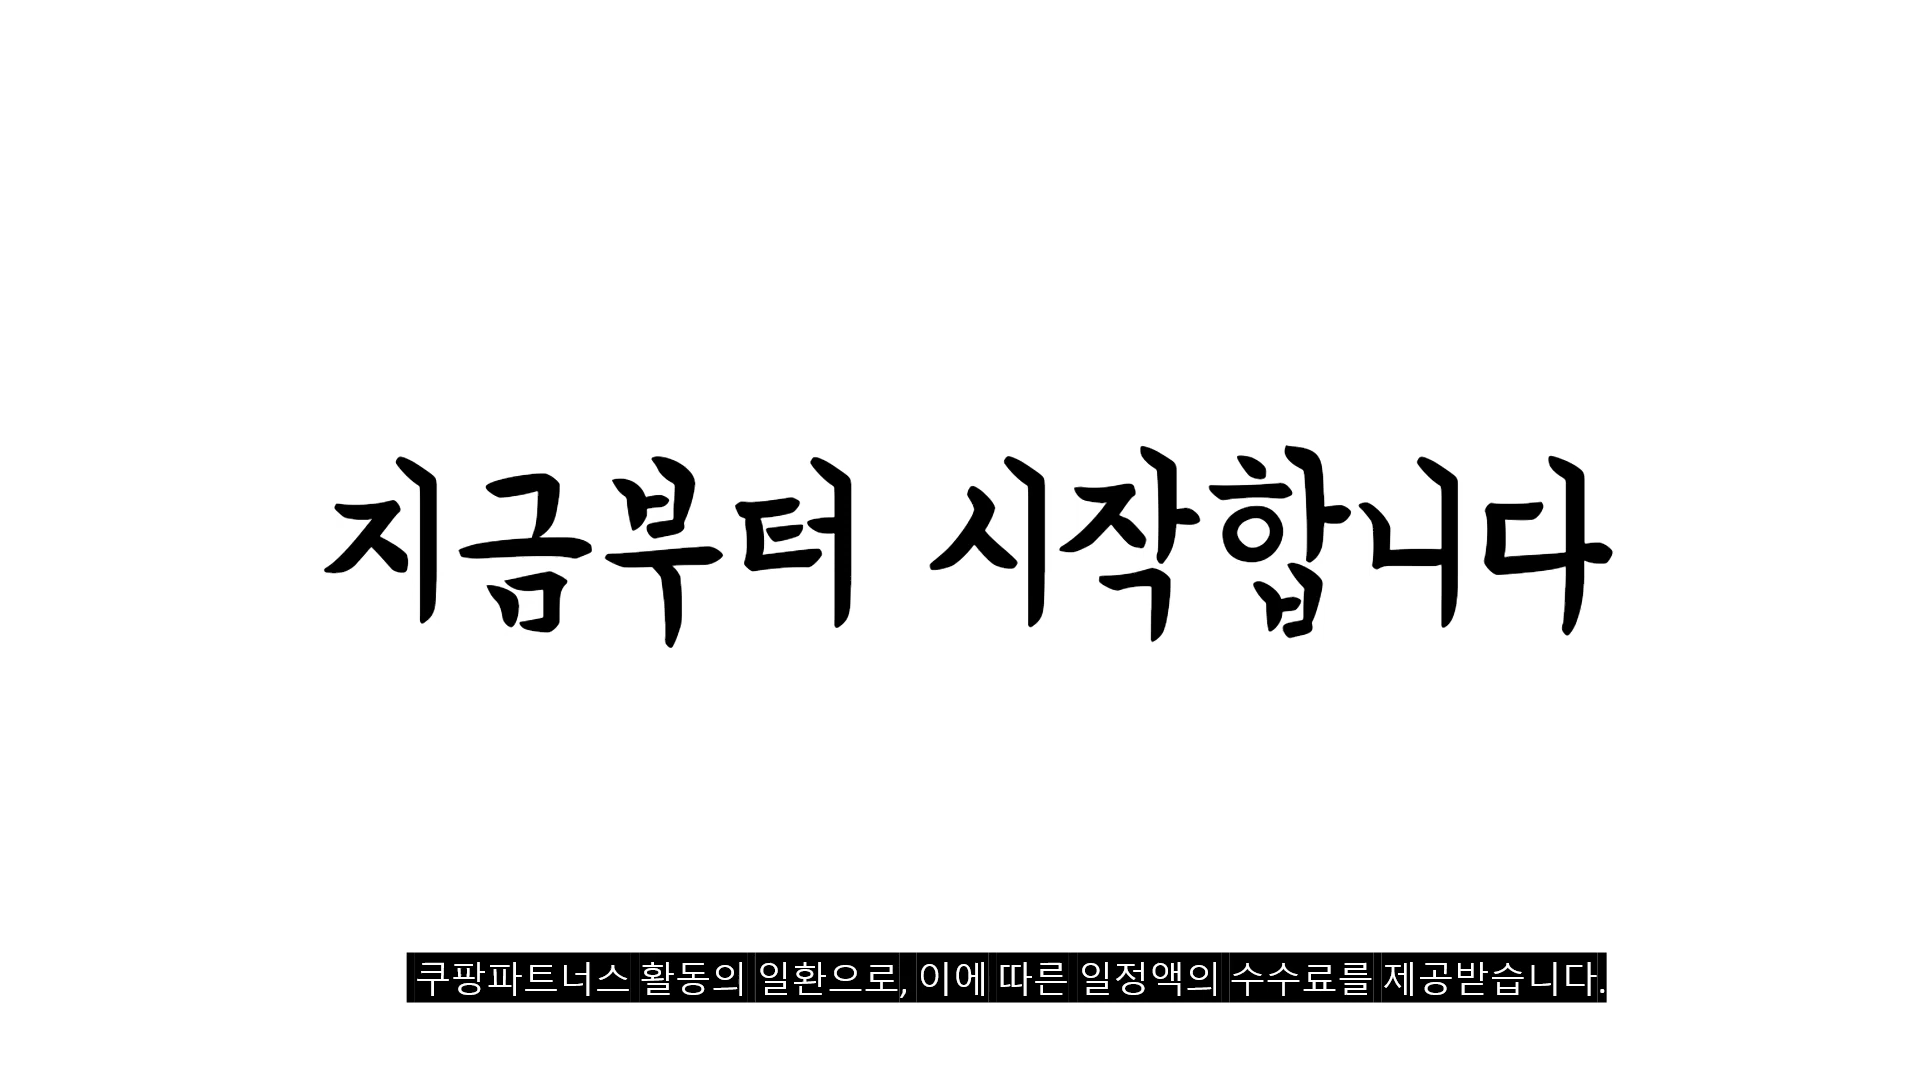 지금부터 시작합니다
쿠팡파트너스 활동의 일환으로, 이에 따른 일정액의 수수료를 제공받습니다.